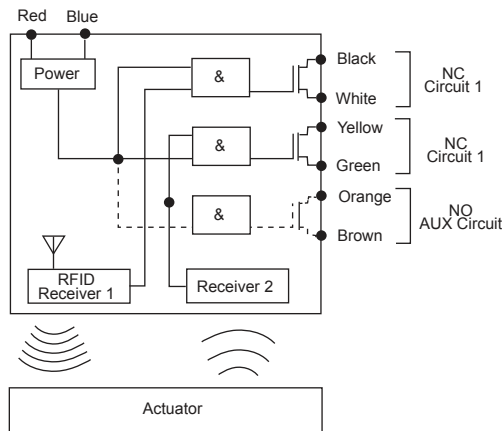 Red
Blue
Power
&
Black
White
NC
Circuit 1
&
Yellow
Green
NC
Circuit 1
&
Orange
Brown
NO
AUX Circuit
RFID
Receiver 1
Receiver 2
Actuator